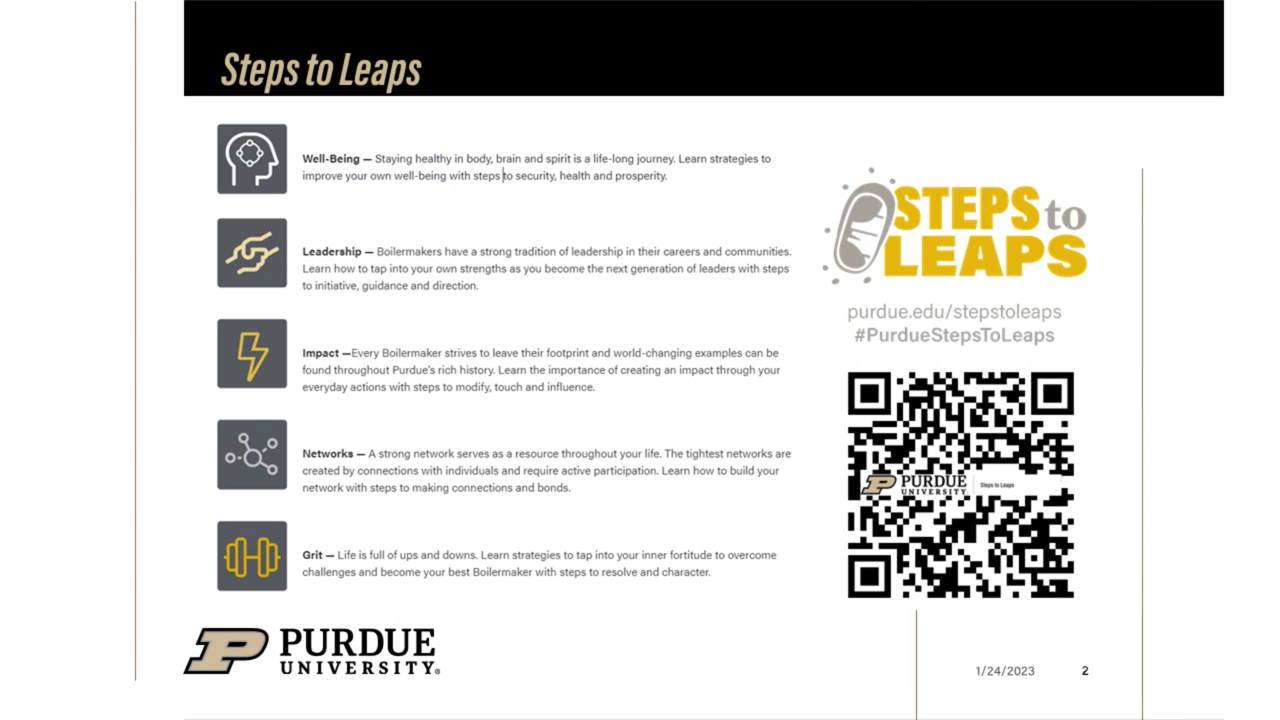 Steps to Leaps
Well-Being — Staying healthy in body, brain and spirit is a life-long journey. Learn strategies to
improve your own well-being with steps to security, health and prosperity.
Leadership — Boilermakers have a strong tradition of leadership in their careers and communities.
Learn how to tap into your own strengths as you become the next generation of leaders with steps
to initiative, guidance and direction.
Impact —Every Boilermaker strives to leave their footprint and world-changing examples can be
found throughout Purdue's rich history. Learn the importance of creating an impact through your
everyday actions with steps to modify, touch and influence.
Networks — A strong network serves as a resource throughout your life. The tightest networks are
created by connections with individuals and require active participation. Learn how to build your
network with steps to making connections and bonds.
Grit — Life is full of ups and downs. Learn strategies to tap into your inner fortitude to overcome
challenges and become your best Boilermaker with steps to resolve and character.
STEPS to
LEAPS
purdue.edu/stepstoleaps
#PurdueStepsToLeaps
P PURDUE
UNIVERSITY.
Steps to Leaps
P PURDUE
UNIVERSITY®
1/24/2023
2